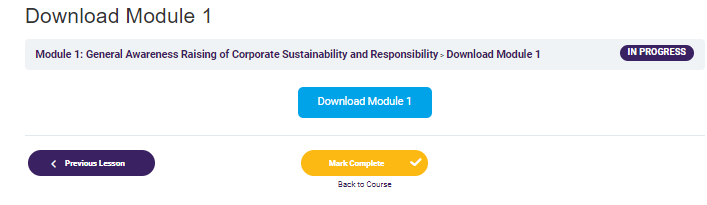 Download Module 1
Module 1: General Awareness Raising of Corporate Sustainability and Responsibility > Download Module 1
IN PROGRESS
Download Module 1
Previous Lesson
Mark Complete
Back to Course